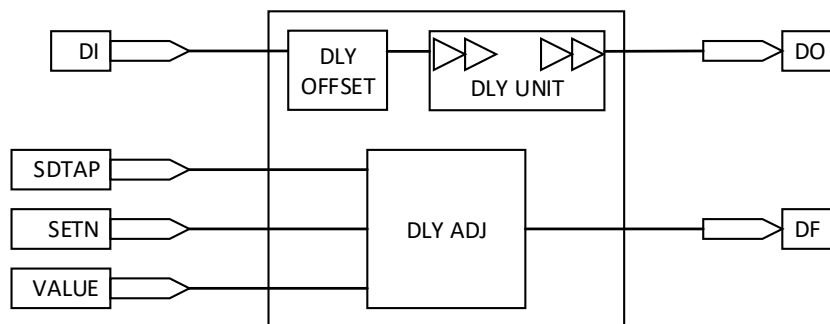 DI
DLY
OFFSET
DLY UNIT
DO
SDTAP
SETN
DLY ADJ
DF
VALUE